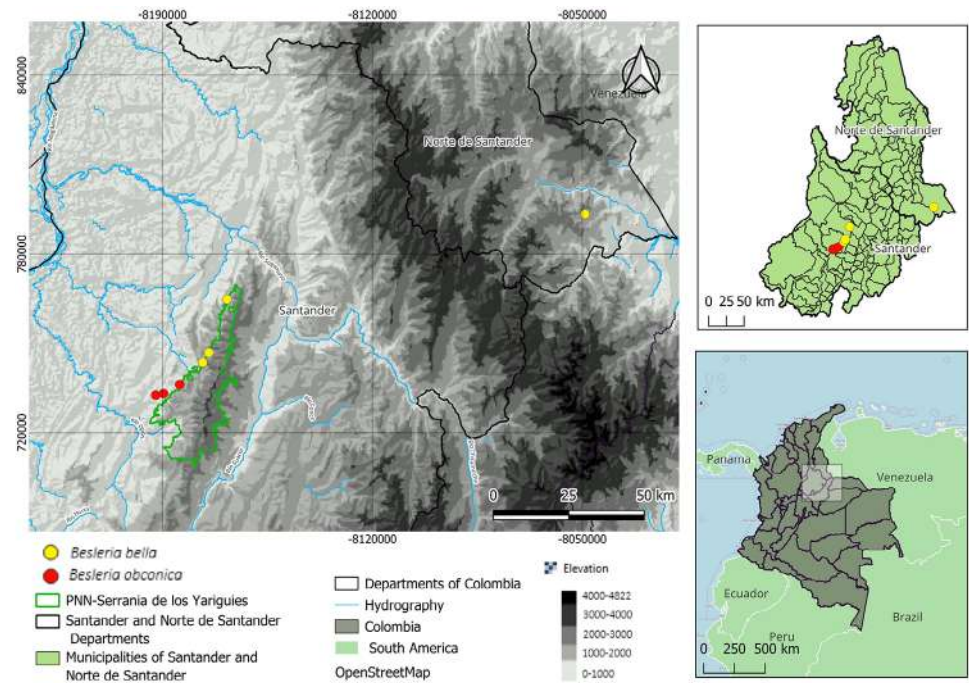 -8190000
-8120000
-8050000
840000
780000
720000
Venezuela
Norte de Santander
Santander
0 25 50 km
-8120000
-8050000
Norte de Santander
Santander
0 25 50 km
Panama
Venezuela
Ecuador
Peru
Brazil
0 250 500 km
Besleria bella
Besleria obconica
PNN-Serrania de los Yariguies
Santander and Norte de Santander
Departments
Municipalities of Santander and
Norte de Santander
Departments of Colombia
Hydrography
Colombia
South America
OpenStreetMap
Elevation
4000-4822
3000-4000
2000-3000
1000-2000
0-1000